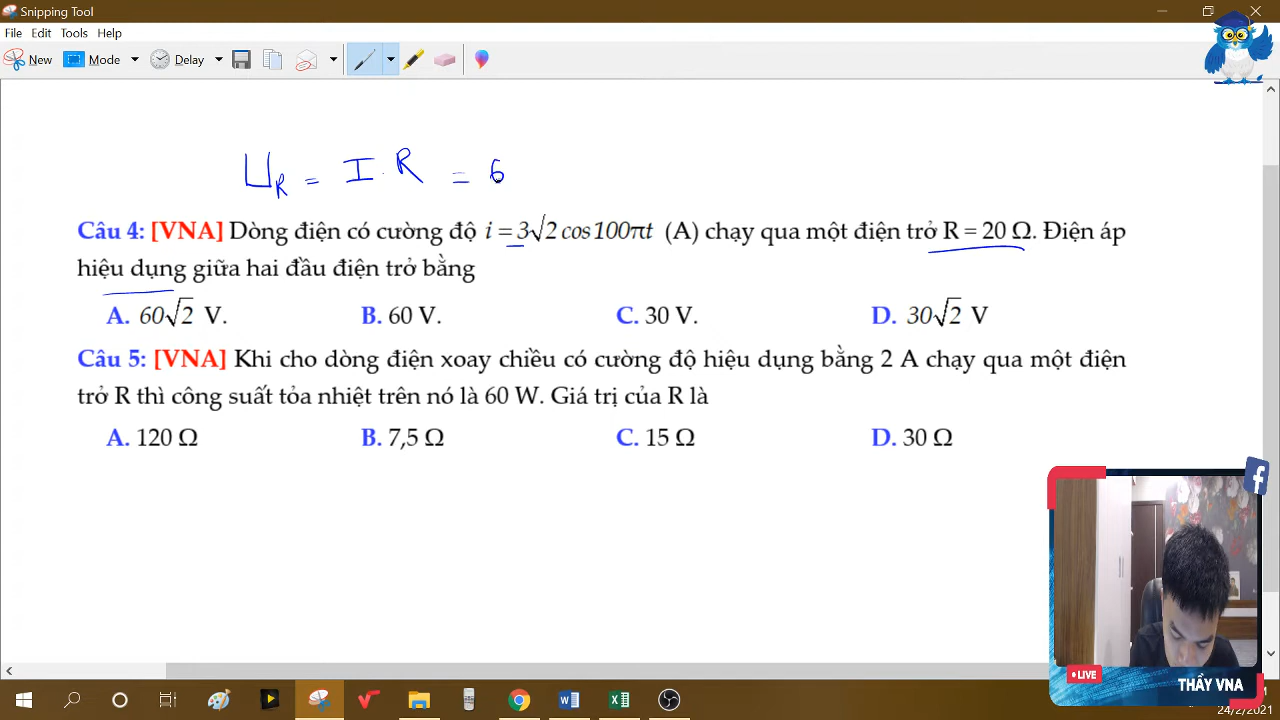 Snipping Tool
File Edit Tools Help
New Mode Delay
U_R = I . R = 6
Câu 4: [VNA] Dòng điện có cường độ i = 3√2 cos100πt (A) chạy qua một điện trở R = 20 Ω. Điện áp
hiệu dụng giữa hai đầu điện trở bằng
A. 60√2 V. B. 60 V. C. 30 V. D. 30√2 V
Câu 5: [VNA] Khi cho dòng điện xoay chiều có cường độ hiệu dụng bằng 2 A chạy qua một điện
trở R thì công suất tỏa nhiệt trên nó là 60 W. Giá trị của R là
A. 120 Ω B. 7,5 Ω C. 15 Ω D. 30 Ω
LIVE
THẦY VNA
24/2/2021